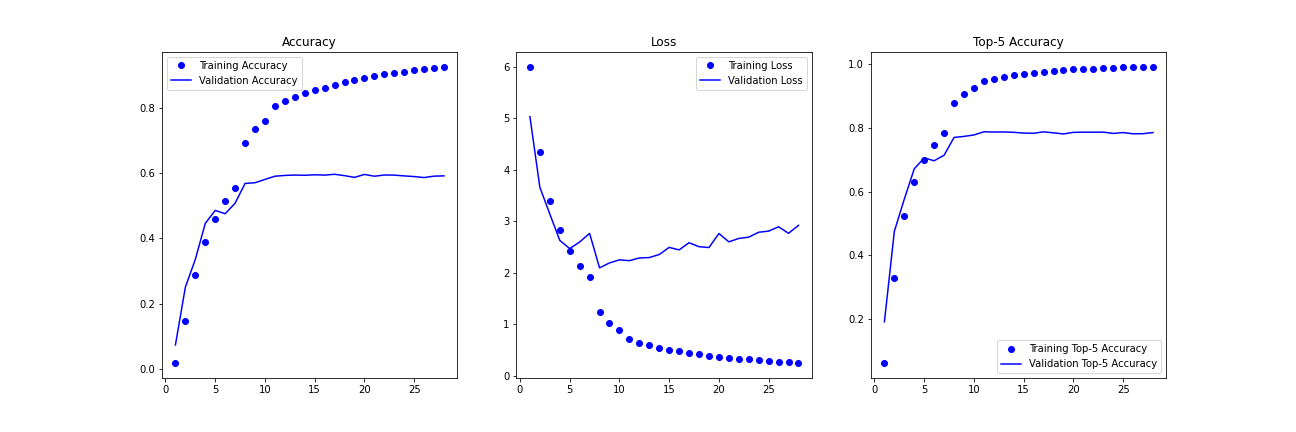 Accuracy
Training Accuracy
Validation Accuracy
0.8
0.6
0.4
0.2
0.0
0 5 10 15 20 25
Loss
Training Loss
Validation Loss
6
5
4
3
2
1
0
0 5 10 15 20 25
Top-5 Accuracy
1.0
0.8
0.6
0.4
0.2
Training Top-5 Accuracy
Validation Top-5 Accuracy
0 5 10 15 20 25